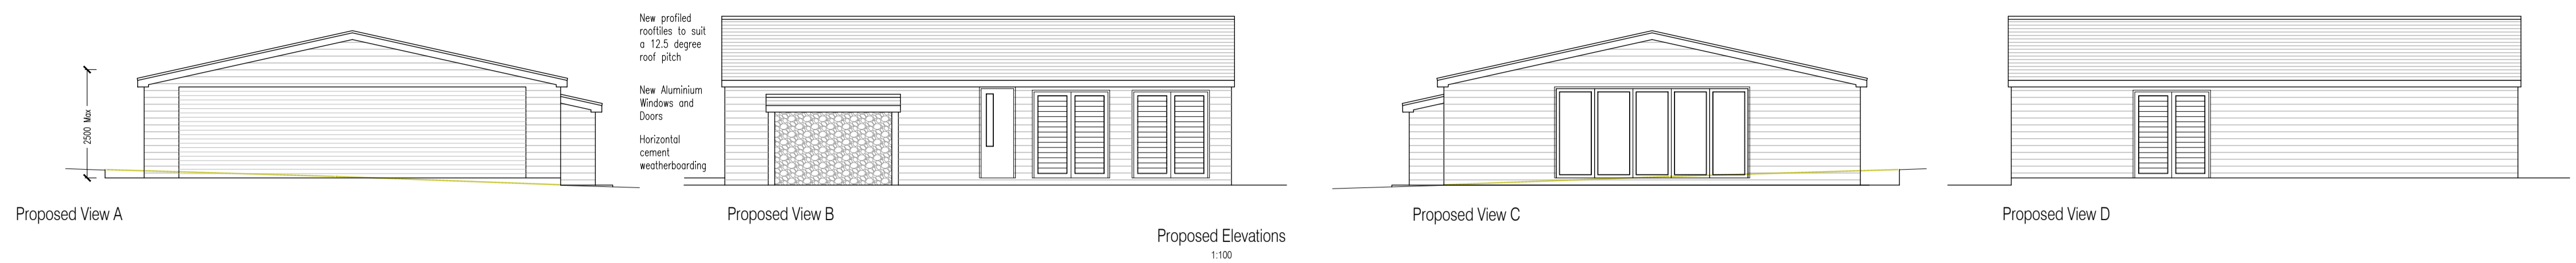 2500 Max
Proposed View A
New profiled
rooftiles to suit
a 12.5 degree
roof pitch
New Aluminium
Windows and
Doors
Horizontal
cement
weatherboarding
Proposed View B
Proposed Elevations
1:100
Proposed View C
Proposed View D